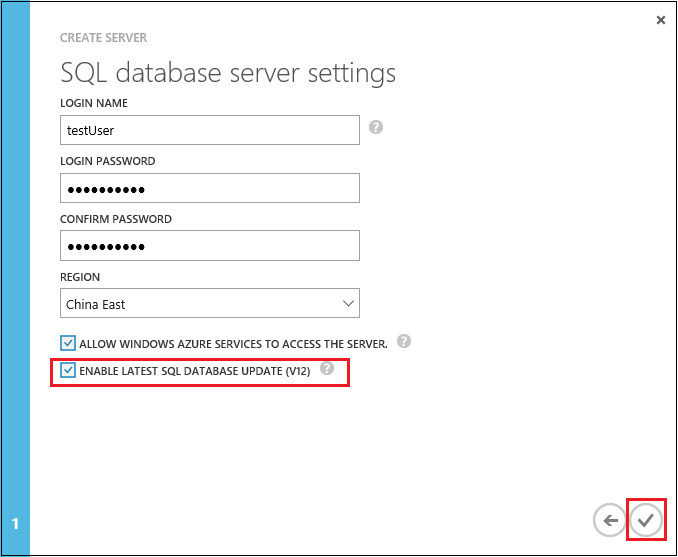 CREATE SERVER
SQL database server settings
LOGIN NAME
testUser
?
LOGIN PASSWORD
●●●●●●●●●●
CONFIRM PASSWORD
●●●●●●●●●●
REGION
China East
ALLOW WINDOWS AZURE SERVICES TO ACCESS THE SERVER. ?
ENABLE LATEST SQL DATABASE UPDATE (V12) ?
1